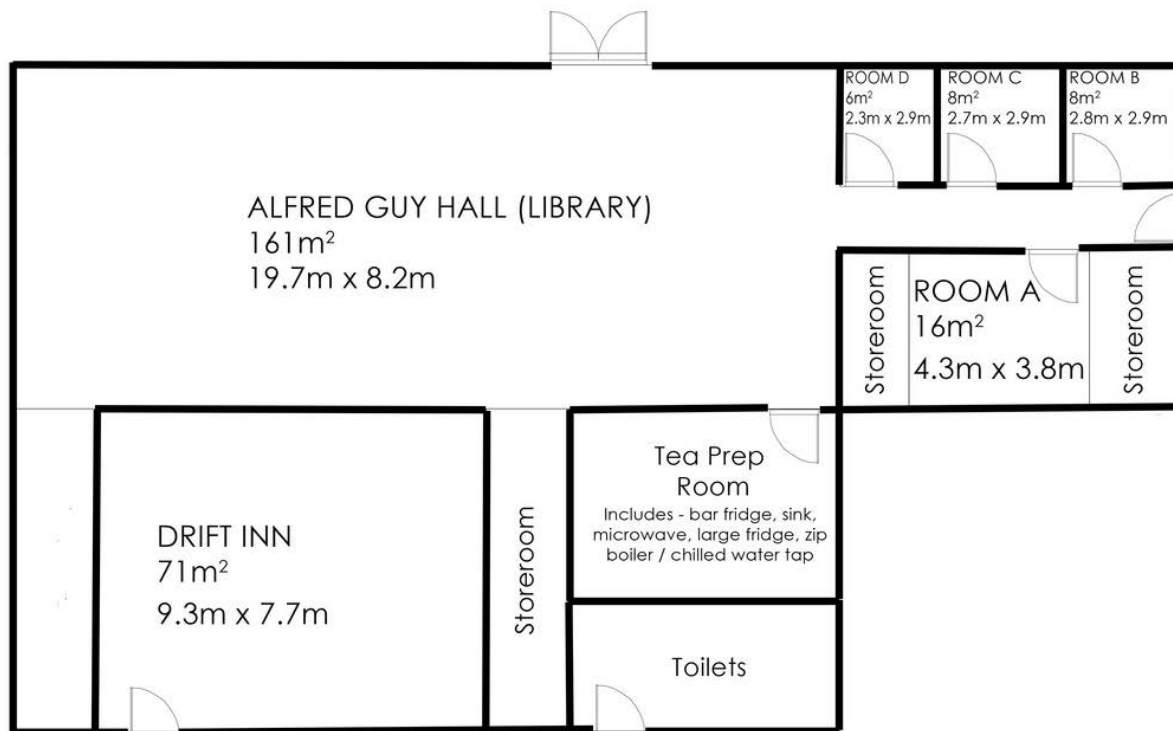 ROOM D
6m²
2.3m x 2.9m
ROOM C
8m²
2.7m x 2.9m
ROOM B
8m²
2.8m x 2.9m
ALFRED GUY HALL (LIBRARY)
161m²
19.7m x 8.2m
Storeroom
ROOM A
16m²
4.3m x 3.8m
Storeroom
DRIFT INN
71m²
9.3m x 7.7m
Storeroom
Tea Prep
Room
Includes - bar fridge, sink,
microwave, large fridge, zip
boiler / chilled water tap
Toilets